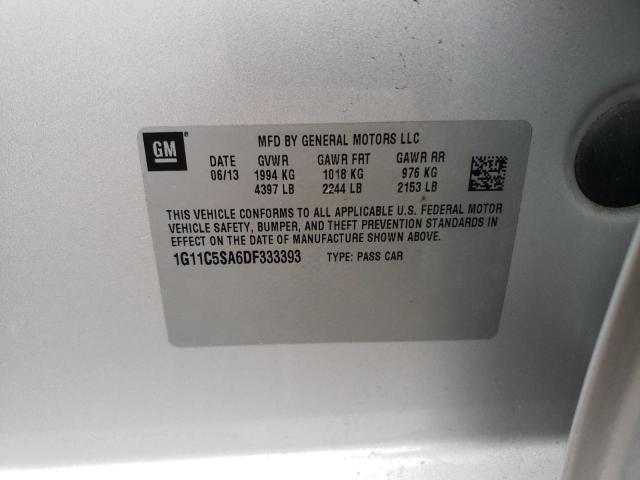 GM
MFD BY GENERAL MOTORS LLC
DATE GVWR GAWR FRT GAWR RR
06/13 1994 KG 1018 KG 976 KG
4397 LB 2244 LB 2153 LB
THIS VEHICLE CONFORMS TO ALL APPLICABLE U.S. FEDERAL MOTOR
VEHICLE SAFETY, BUMPER, AND THEFT PREVENTION STANDARDS IN
EFFECT ON THE DATE OF MANUFACTURE SHOWN ABOVE.
1G11C5SA6DF333393 TYPE: PASS CAR